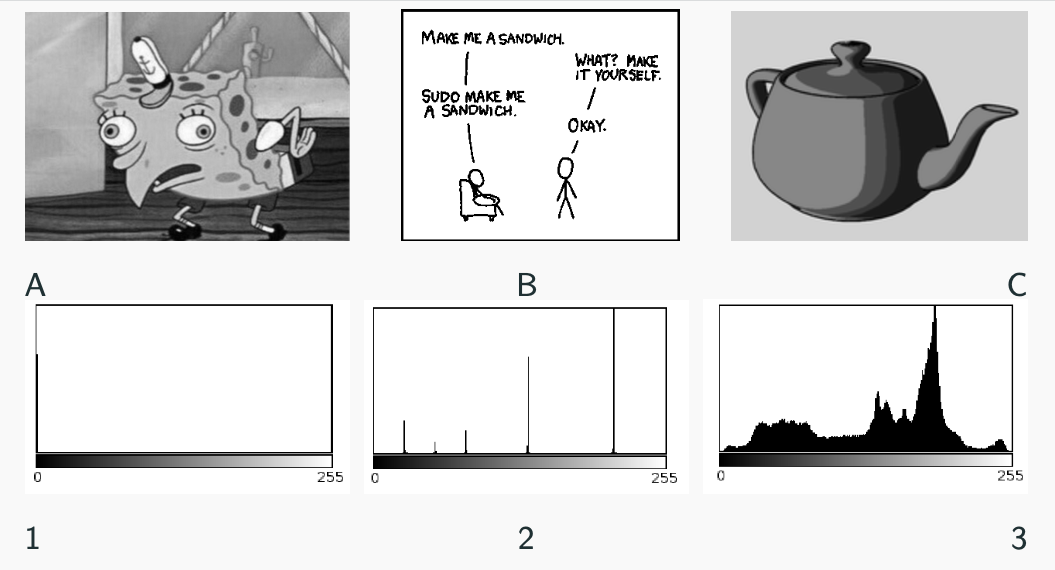 MAKE ME A SANDWICH.
WHAT? MAKE
IT YOURSELF.
SUDO MAKE ME
A SANDWICH.
OKAY.
A B C
0 255 0 255 0 255
1 2 3